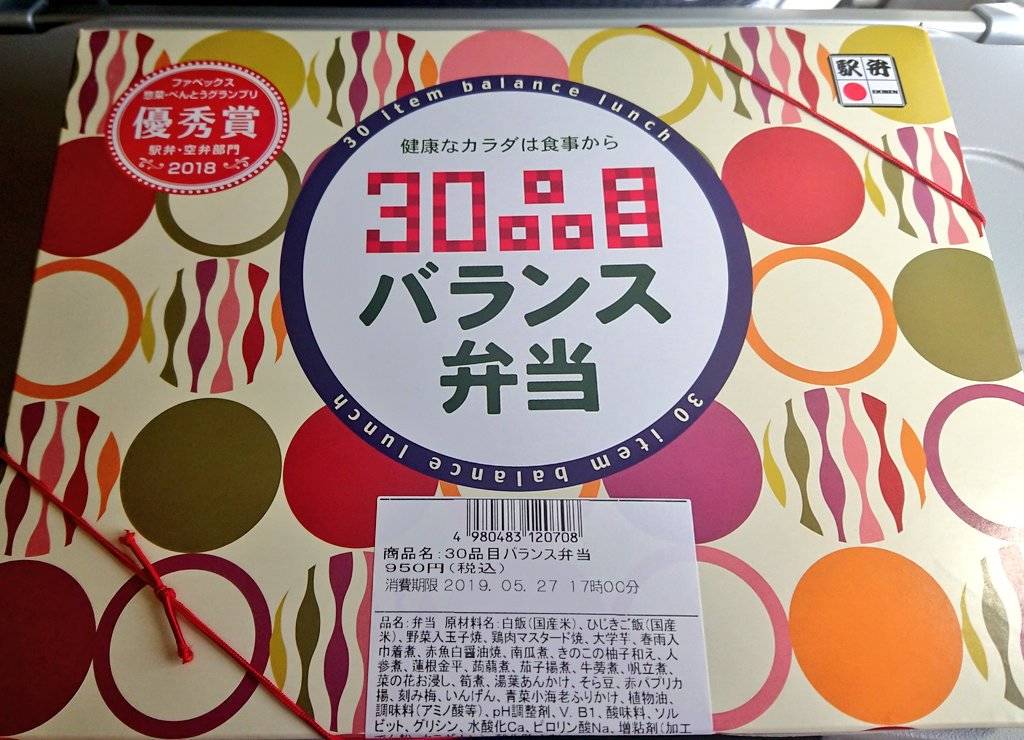 ファベックス
惣菜・べんとうグランプリ
優秀賞
駅弁・空弁部門
2018
駅弁
EKIBEN
30 item balance lunch
健康なカラダは食事から
30品目
バランス
弁当
30 item balance lunch
4 980483 120708
商品名:30品目バランス弁当
950円(税込)
消費期限 2019. 05. 27 17時00分
品名:弁当 原材料名:白飯(国産米)、ひじきご飯(国産
米)、野菜入玉子焼、鶏肉マスタード焼、大学芋、春雨入
巾着煮、赤魚白醤油焼、南瓜煮、きのこの柚子和え、人
参煮、蓮根金平、蒟蒻煮、茄子揚煮、牛蒡煮、帆立煮、
菜の花お浸し、筍煮、湯葉あんかけ、そら豆、赤パプリカ
揚、刻み梅、いんげん、青菜小海老ふりかけ、植物油、
調味料(アミノ酸等)、pH調整剤、V. B1、酸味料、ソル
ビット、グリシン、水酸化Ca、ピロリン酸Na、増粘剤(加工